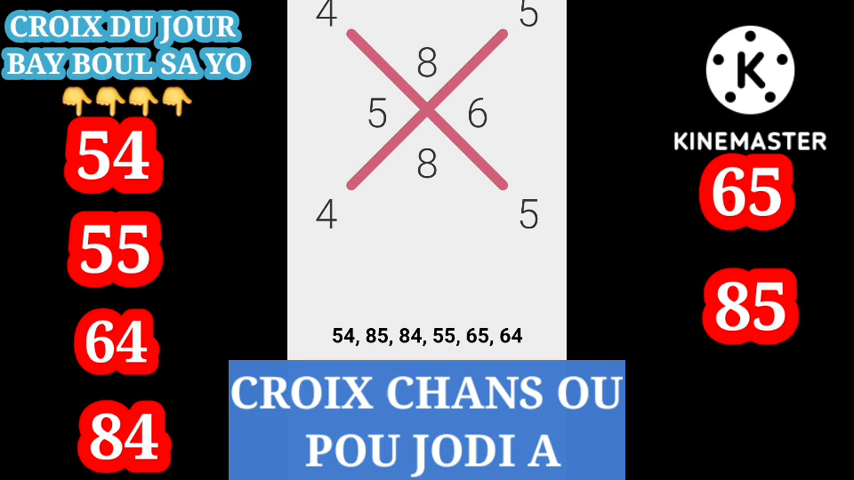 CROIX DU JOUR
BAY BOUL SA YO
54
55
64
84
4 5
8
5 6
8
4 5
54, 85, 84, 55, 65, 64
CROIX CHANS OU
POU JODI A
K
KINEMASTER
65
85